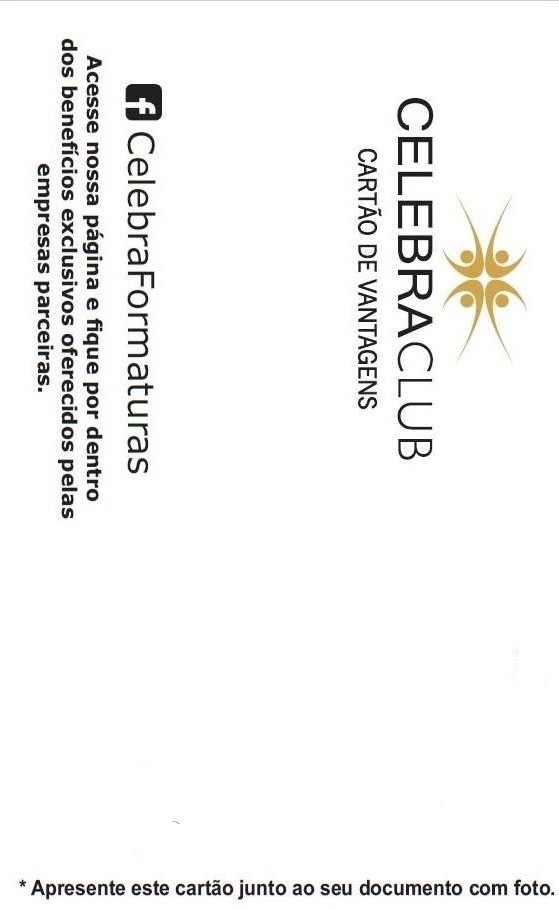 CELEBRACLUB
CARTÃO DE VANTAGENS
f CelebraFormaturas
Acesse nossa página e fique por dentro
dos benefícios exclusivos oferecidos pelas
empresas parceiras.
* Apresente este cartão junto ao seu documento com foto.